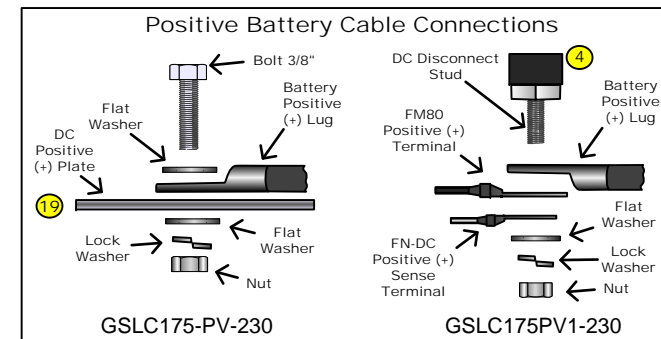 Positive Battery Cable Connections
Bolt 3/8"
Flat
Washer
Battery
Positive
(+) Lug
DC
Positive
(+) Plate
19
Lock
Washer
Flat
Washer
Nut
GSLC175-PV-230
DC Disconnect
Stud
4
FM80
Positive (+)
Terminal
Battery
Positive
(+) Lug
FN-DC
Positive (+)
Sense
Terminal
Flat
Washer
Lock
Washer
Nut
GSLC175PV1-230